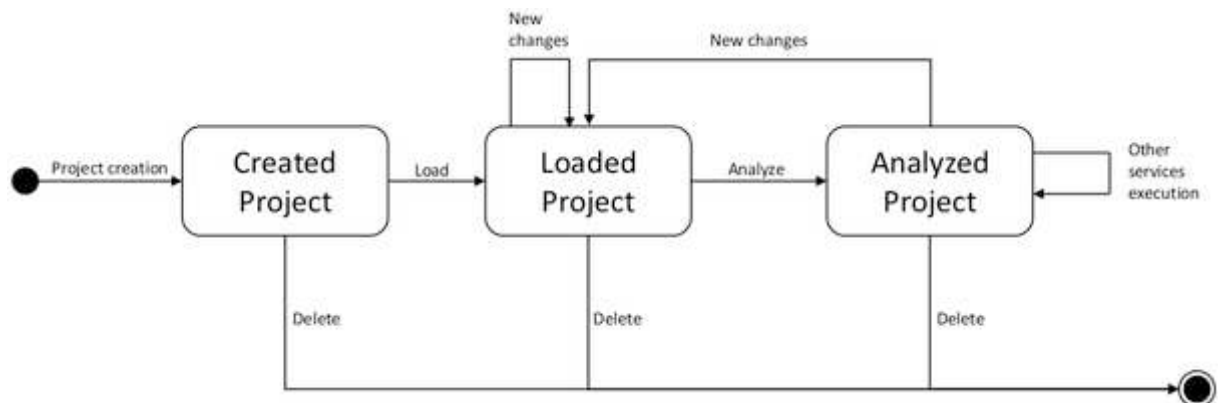 New
changes
New changes
Project creation
Created
Project
Load
Loaded
Project
Analyze
Analyzed
Project
Other
services
execution
Delete
Delete
Delete